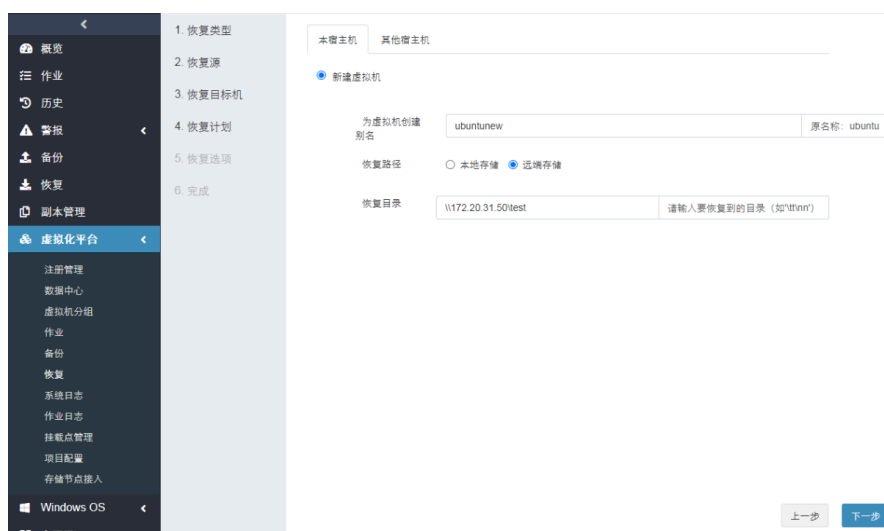 概览
作业
历史
警报
备份
恢复
副本管理
虚拟化平台
注册管理
数据中心
虚拟机分组
作业
备份
恢复
系统日志
作业日志
挂载点管理
项目配置
存储节点接入
Windows OS
1. 恢复类型
2. 恢复源
3. 恢复目标机
4. 恢复计划
5. 恢复选项
6. 完成
本宿主机 其他宿主机
新建虚拟机
为虚拟机创建
别名
ubuntunew 原名称：ubuntu
恢复路径 本地存储 远端存储
恢复目录 \\172.20.31.50\test 请输入要恢复到的目录（如'\tt\nn'）
上一步 下一步